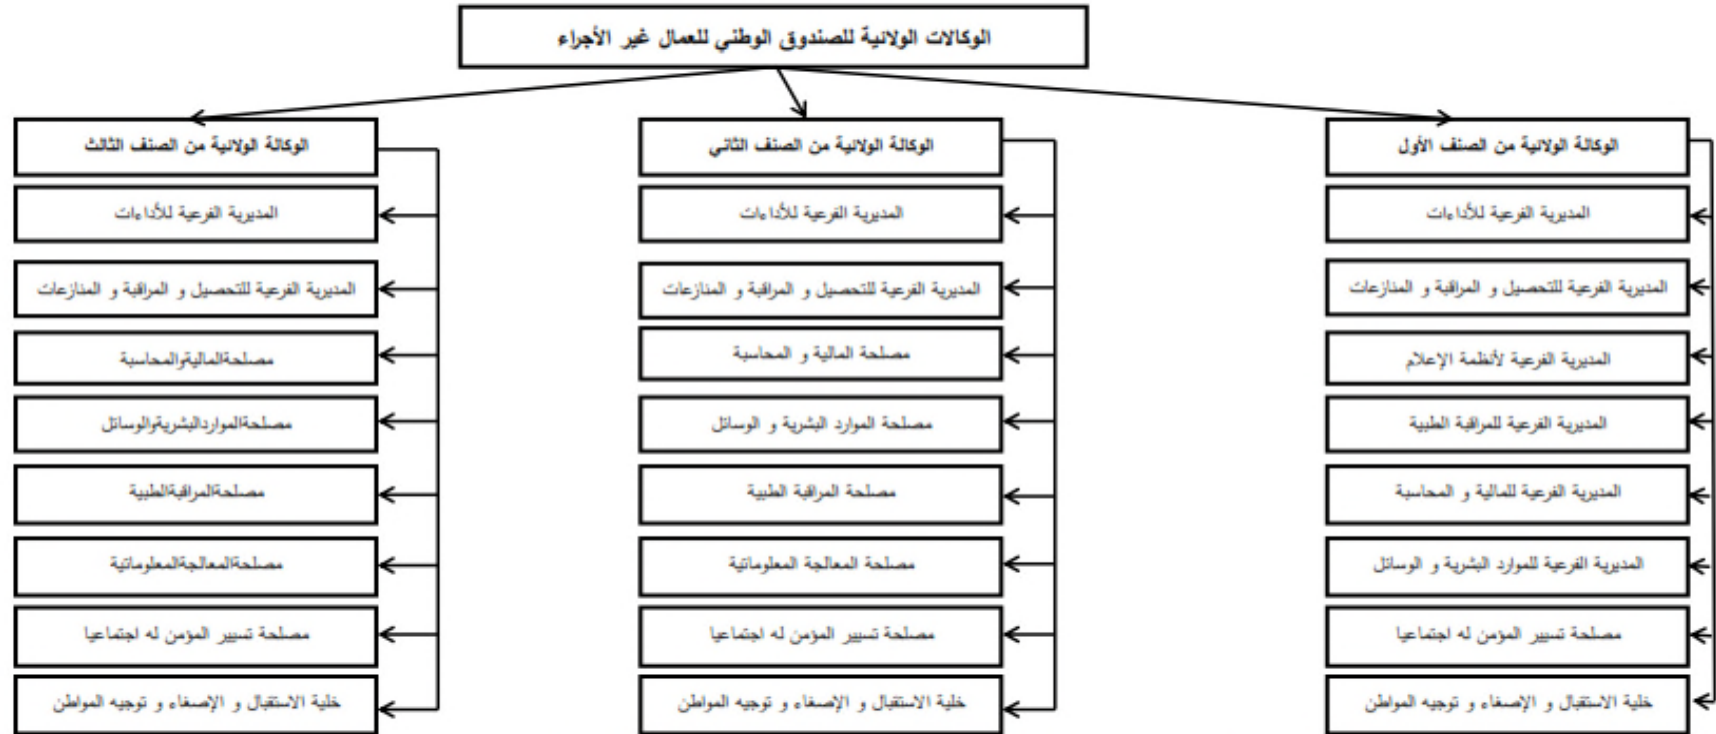 الوكالات الولائية للصندوق الوطني للعمال غير الأجراء
الوكالة الولائية من الصنف الأول
المديرية الفرعية للأداءات
المديرية الفرعية للتحصيل و المراقبة و المنازعات
المديرية الفرعية لأنظمة الإعلام
المديرية الفرعية للمراقبة الطبية
المديرية الفرعية للمالية و المحاسبة
المديرية الفرعية للموارد البشرية و الوسائل
مصلحة تسيير المؤمن له اجتماعيا
خلية الاستقبال و الإصغاء و توجيه المواطن
الوكالة الولائية من الصنف الثاني
المديرية الفرعية للأداءات
المديرية الفرعية للتحصيل و المراقبة و المنازعات
مصلحة المالية و المحاسبة
مصلحة الموارد البشرية و الوسائل
مصلحة المراقبة الطبية
مصلحة المعالجة المعلوماتية
مصلحة تسيير المؤمن له اجتماعيا
خلية الاستقبال و الإصغاء و توجيه المواطن
الوكالة الولائية من الصنف الثالث
المديرية الفرعية للأداءات
المديرية الفرعية للتحصيل و المراقبة و المنازعات
مصلحةالماليةوالمحاسبة
مصلحةالمواردالبشريةوالوسائل
مصلحةالمراقبةالطبية
مصلحةالمعالجةالمعلوماتية
مصلحة تسيير المؤمن له اجتماعيا
خلية الاستقبال و الإصغاء و توجيه المواطن